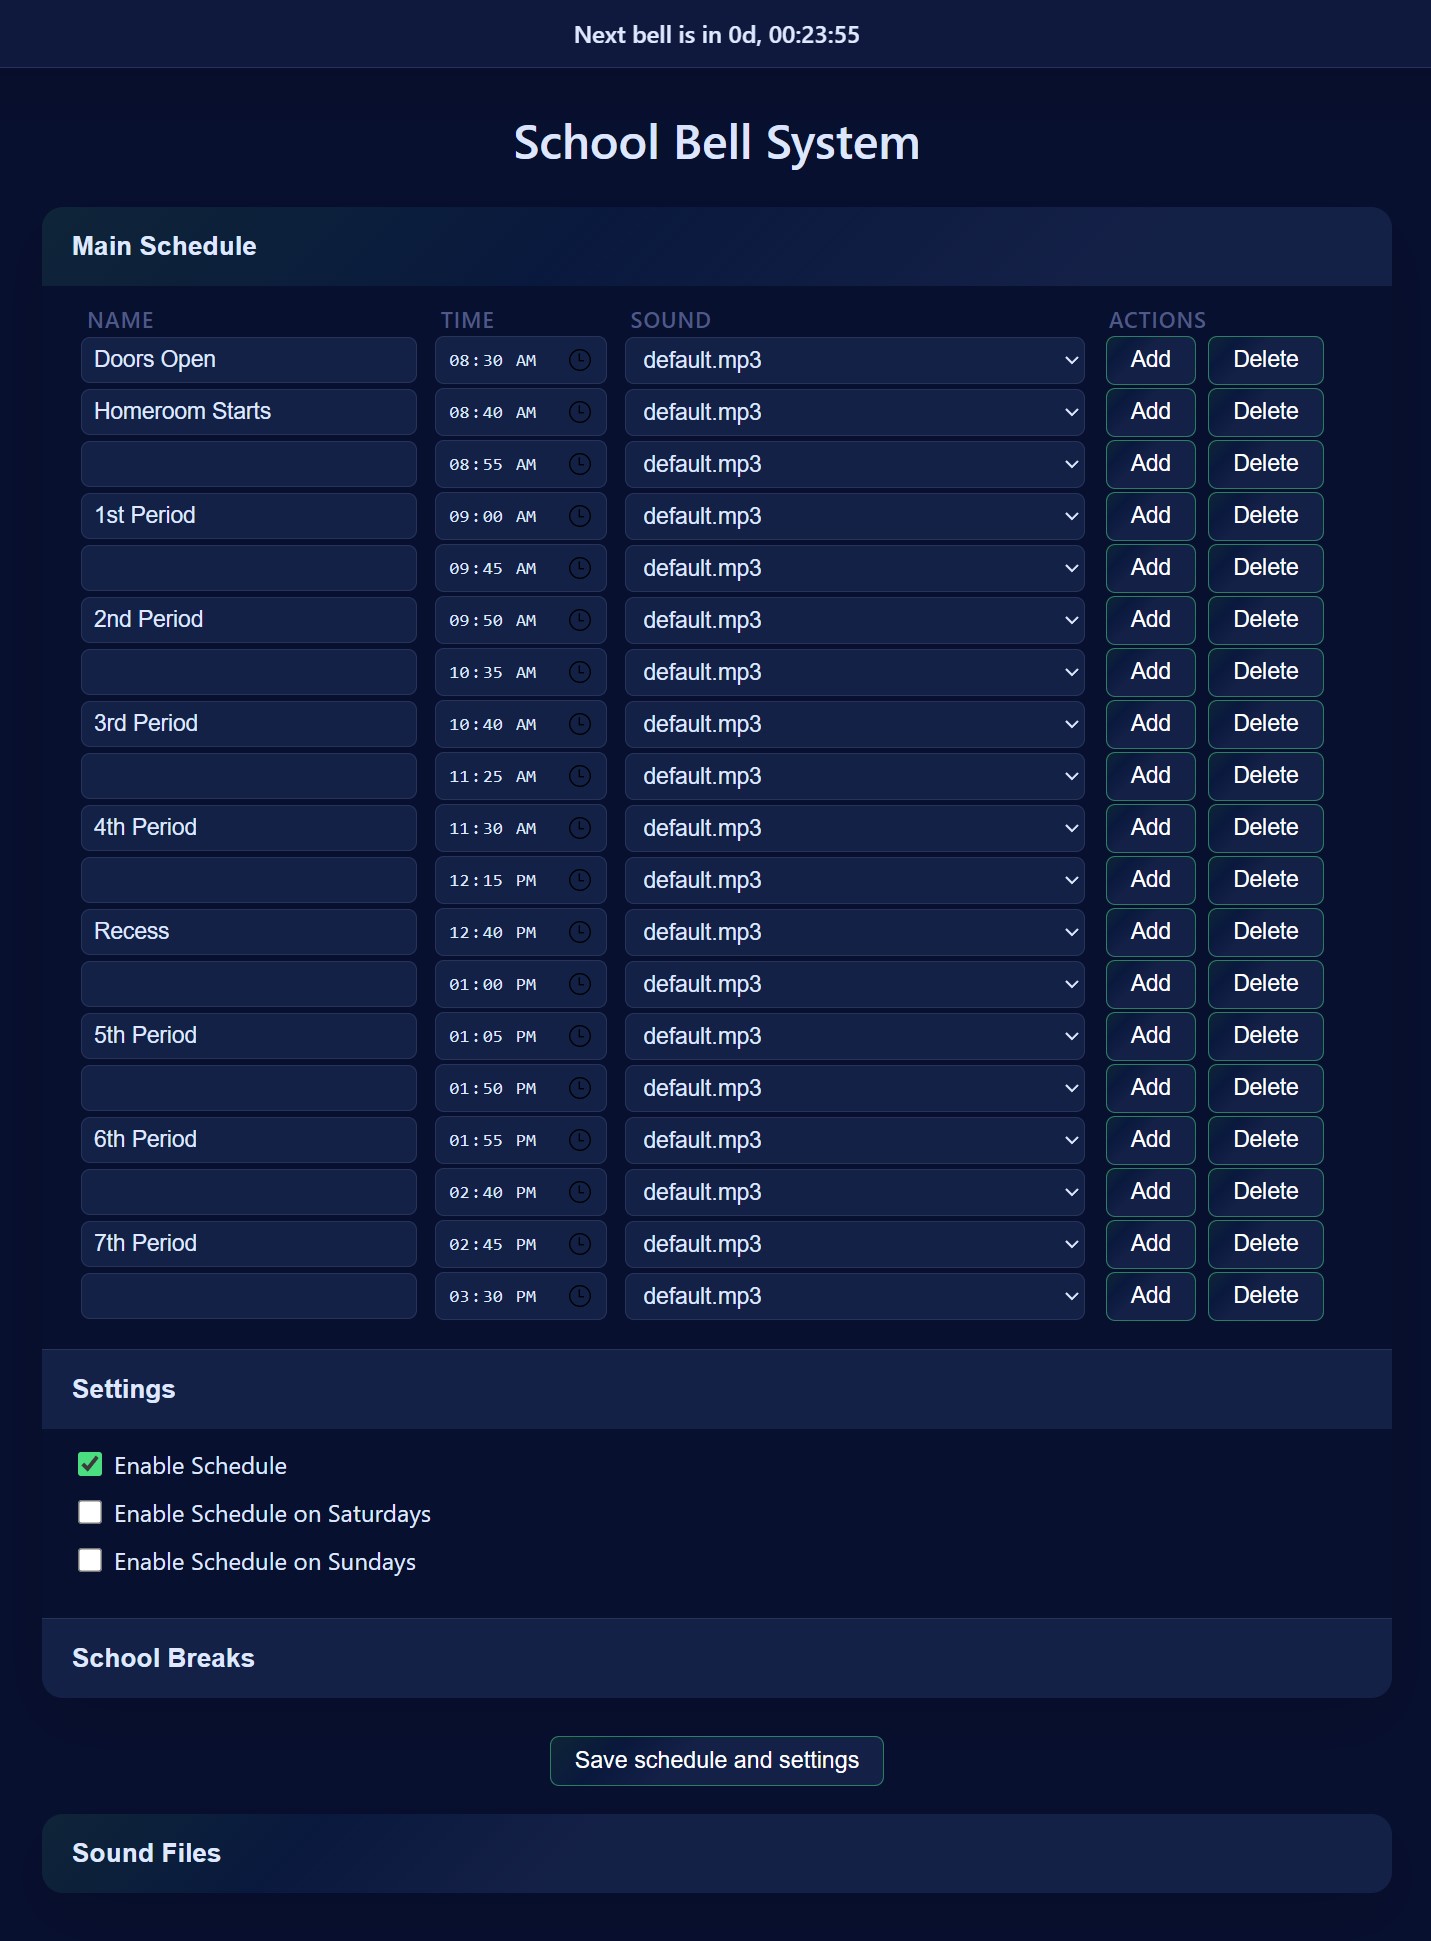 Next bell is in 0d, 00:23:55
School Bell System
Main Schedule
NAME TIME SOUND ACTIONS
Doors Open 08:30 AM default.mp3 Add Delete
Homeroom Starts 08:40 AM default.mp3 Add Delete
08:55 AM default.mp3 Add Delete
1st Period 09:00 AM default.mp3 Add Delete
09:45 AM default.mp3 Add Delete
2nd Period 09:50 AM default.mp3 Add Delete
10:35 AM default.mp3 Add Delete
3rd Period 10:40 AM default.mp3 Add Delete
11:25 AM default.mp3 Add Delete
4th Period 11:30 AM default.mp3 Add Delete
12:15 PM default.mp3 Add Delete
Recess 12:40 PM default.mp3 Add Delete
01:00 PM default.mp3 Add Delete
5th Period 01:05 PM default.mp3 Add Delete
01:50 PM default.mp3 Add Delete
6th Period 01:55 PM default.mp3 Add Delete
02:40 PM default.mp3 Add Delete
7th Period 02:45 PM default.mp3 Add Delete
03:30 PM default.mp3 Add Delete
Settings
Enable Schedule
Enable Schedule on Saturdays
Enable Schedule on Sundays
School Breaks
Save schedule and settings
Sound Files